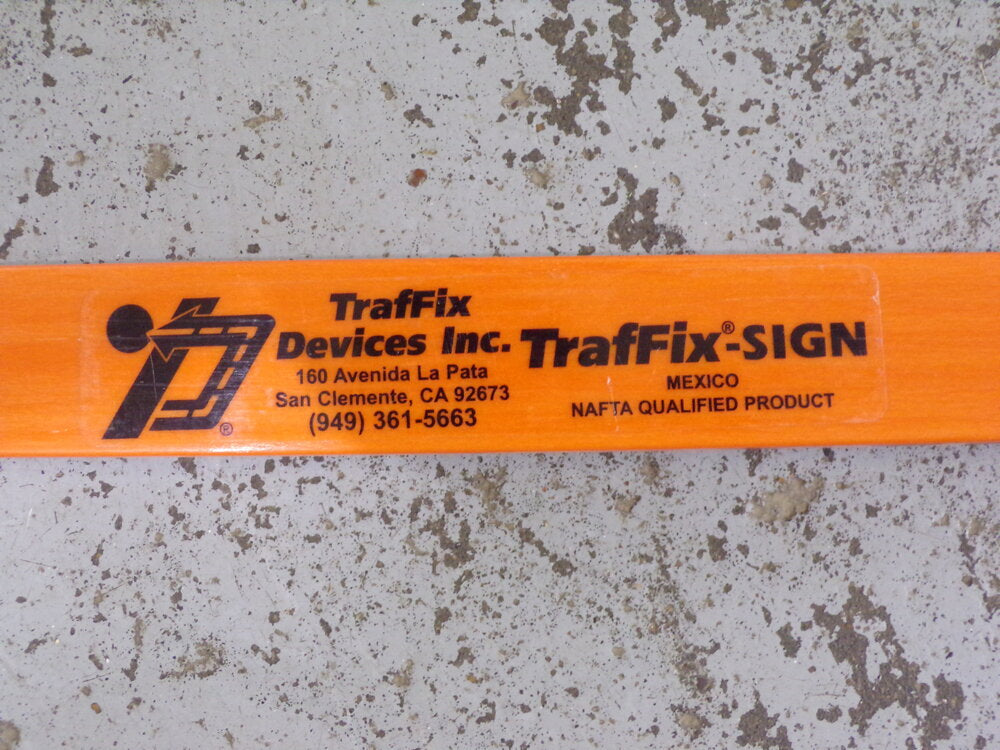 TrafFix
Devices Inc.
160 Avenida La Pata
San Clemente, CA 92673
(949) 361-5663
®
TrafFix®-SIGN
MEXICO
NAFTA QUALIFIED PRODUCT